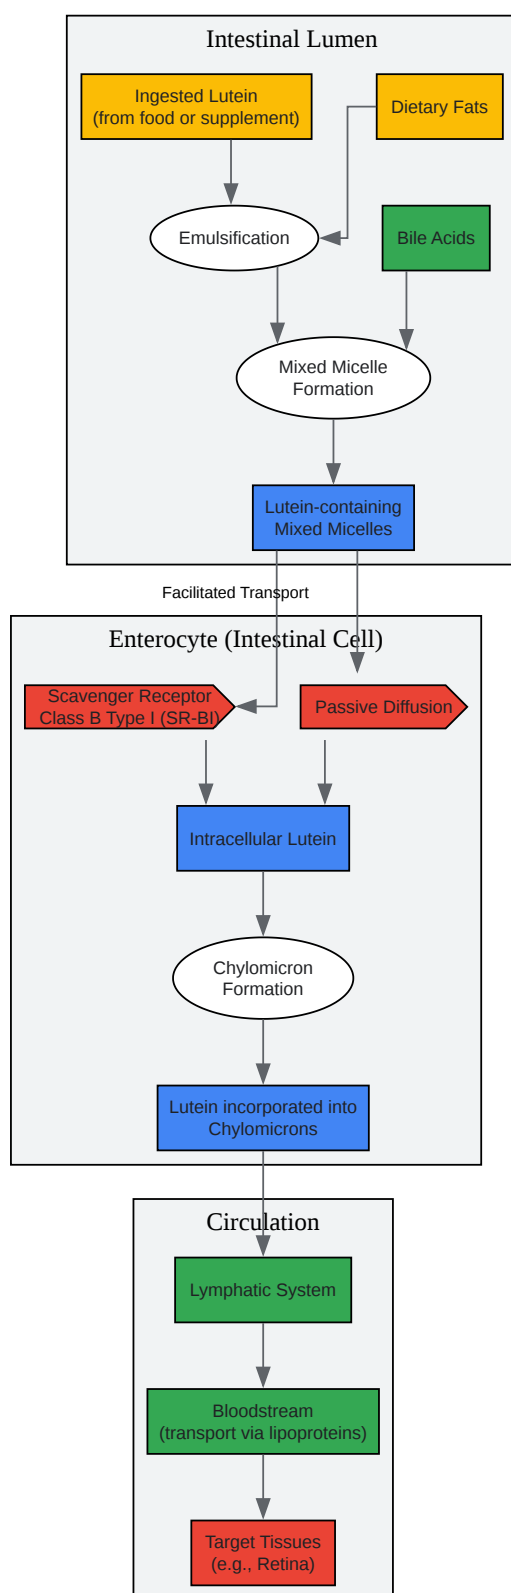 Intestinal Lumen
Ingested Lutein
(from food or supplement)
Dietary Fats
Emulsification
Bile Acids
Mixed Micelle
Formation
Lutein-containing
Mixed Micelles
Facilitated Transport
Enterocyte (Intestinal Cell)
Scavenger Receptor
Class B Type I (SR-BI)
Passive Diffusion
Intracellular Lutein
Chylomicron
Formation
Lutein incorporated into
Chylomicrons
Circulation
Lymphatic System
Bloodstream
(transport via lipoproteins)
Target Tissues
(e.g., Retina)